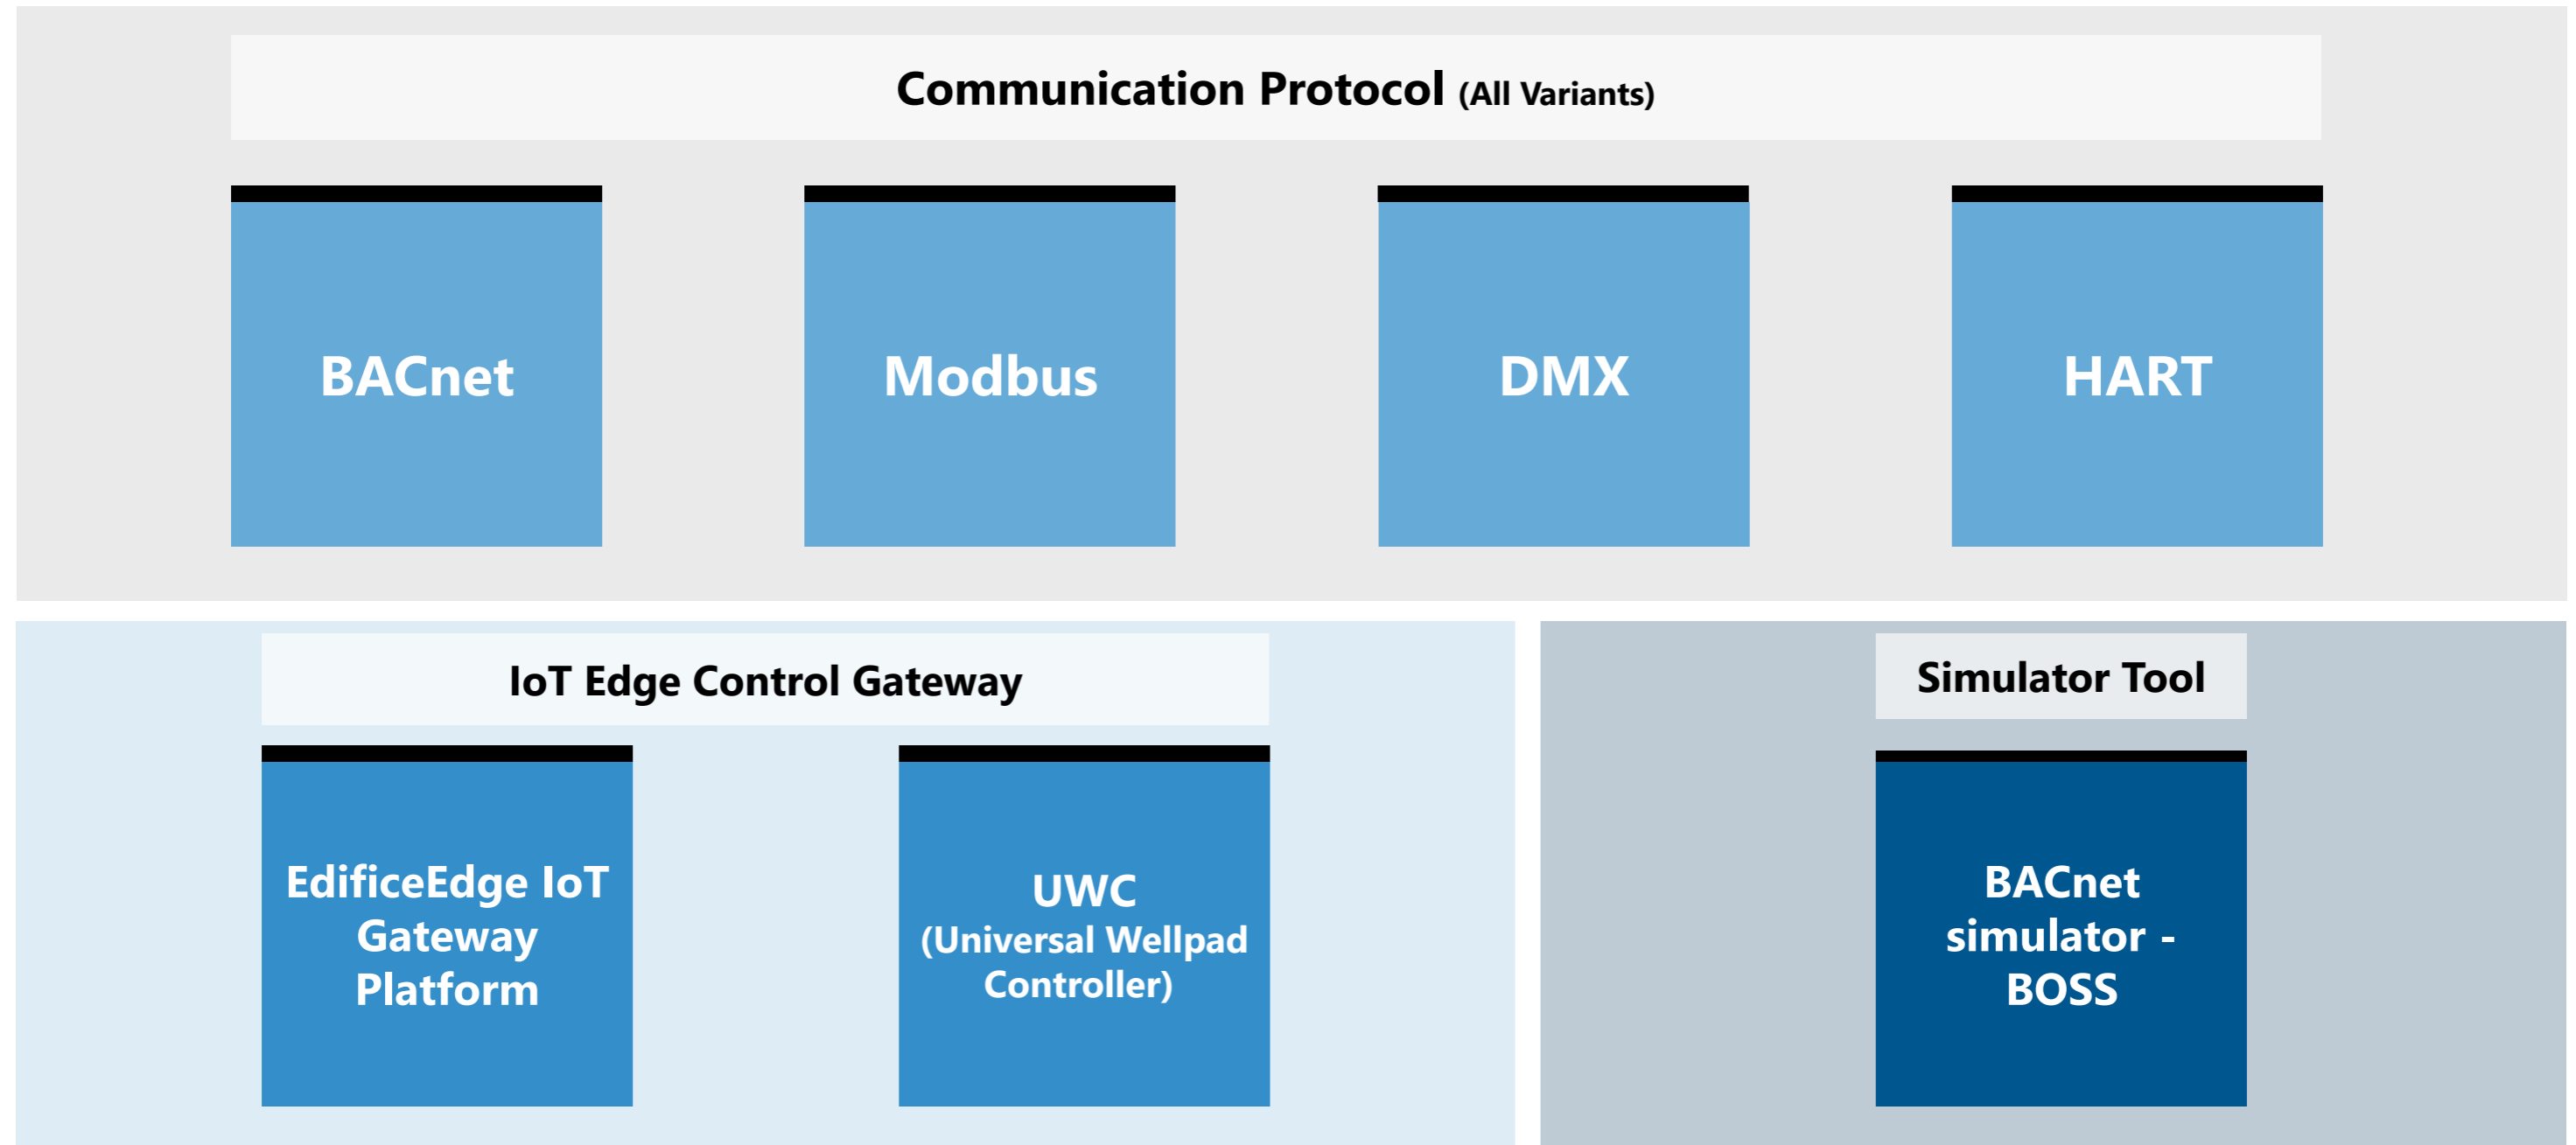 Communication Protocol (All Variants)
BACnet
Modbus
DMX
HART
IoT Edge Control Gateway
EdificeEdge IoT
Gateway
Platform
UWC
(Universal Wellpad
Controller)
Simulator Tool
BACnet
simulator -
BOSS